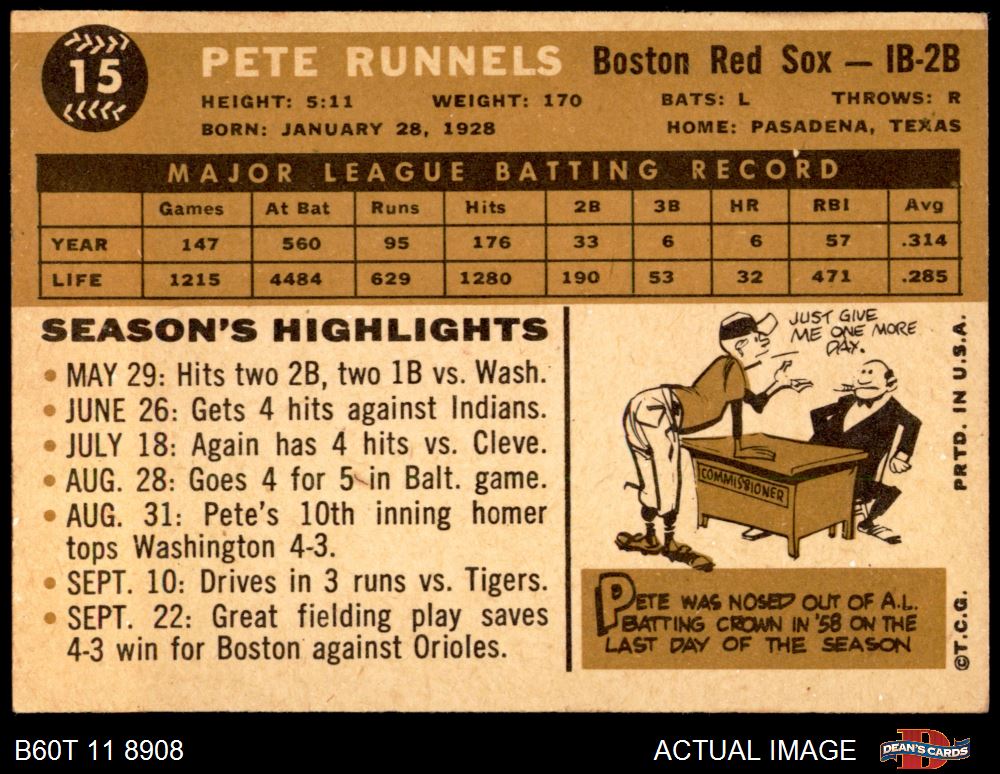 15
PETE RUNNELS Boston Red Sox — 1B-2B
HEIGHT: 5:11 WEIGHT: 170 BATS: L THROWS: R
BORN: JANUARY 28, 1928 HOME: PASADENA, TEXAS
MAJOR LEAGUE BATTING RECORD
Games At Bat Runs Hits 2B 3B HR RBI Avg
YEAR 147 560 95 176 33 6 6 57 .314
LIFE 1215 4484 629 1280 190 53 32 471 .285
SEASON'S HIGHLIGHTS
• MAY 29: Hits two 2B, two 1B vs. Wash.
• JUNE 26: Gets 4 hits against Indians.
• JULY 18: Again has 4 hits vs. Cleve.
• AUG. 28: Goes 4 for 5 in Balt. game.
• AUG. 31: Pete's 10th inning homer
tops Washington 4-3.
• SEPT. 10: Drives in 3 runs vs. Tigers.
• SEPT. 22: Great fielding play saves
4-3 win for Boston against Orioles.
JUST GIVE
ME ONE MORE
DAY.
COMMISSIONER
PETE WAS NOSED OUT OF A.L.
BATTING CROWN IN '58 ON THE
LAST DAY OF THE SEASON
PRTD. IN U.S.A.
©T.C.G.
B60T 11 8908
ACTUAL IMAGE
DEAN'S CARDS